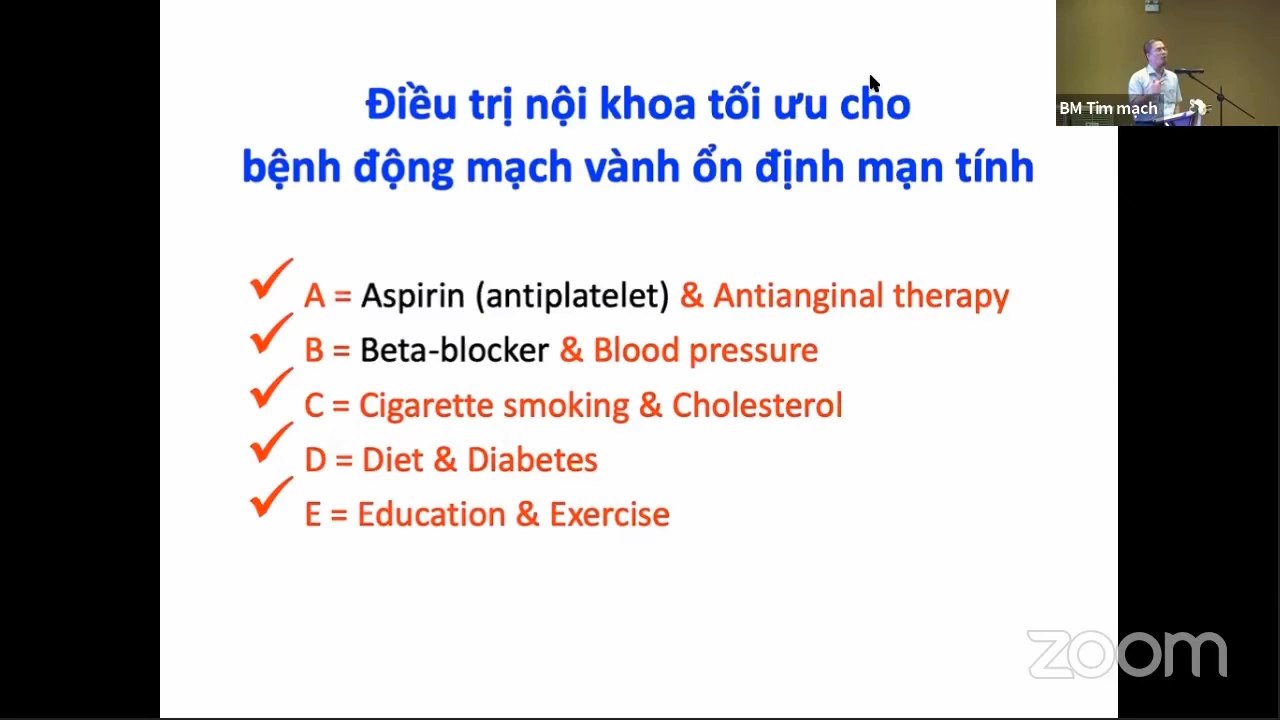 Điều trị nội khoa tối ưu cho
bệnh động mạch vành ổn định mạn tính
A = Aspirin (antiplatelet) & Antianginal therapy
B = Beta-blocker & Blood pressure
C = Cigarette smoking & Cholesterol
D = Diet & Diabetes
E = Education & Exercise
BM Tim mạch
zoom